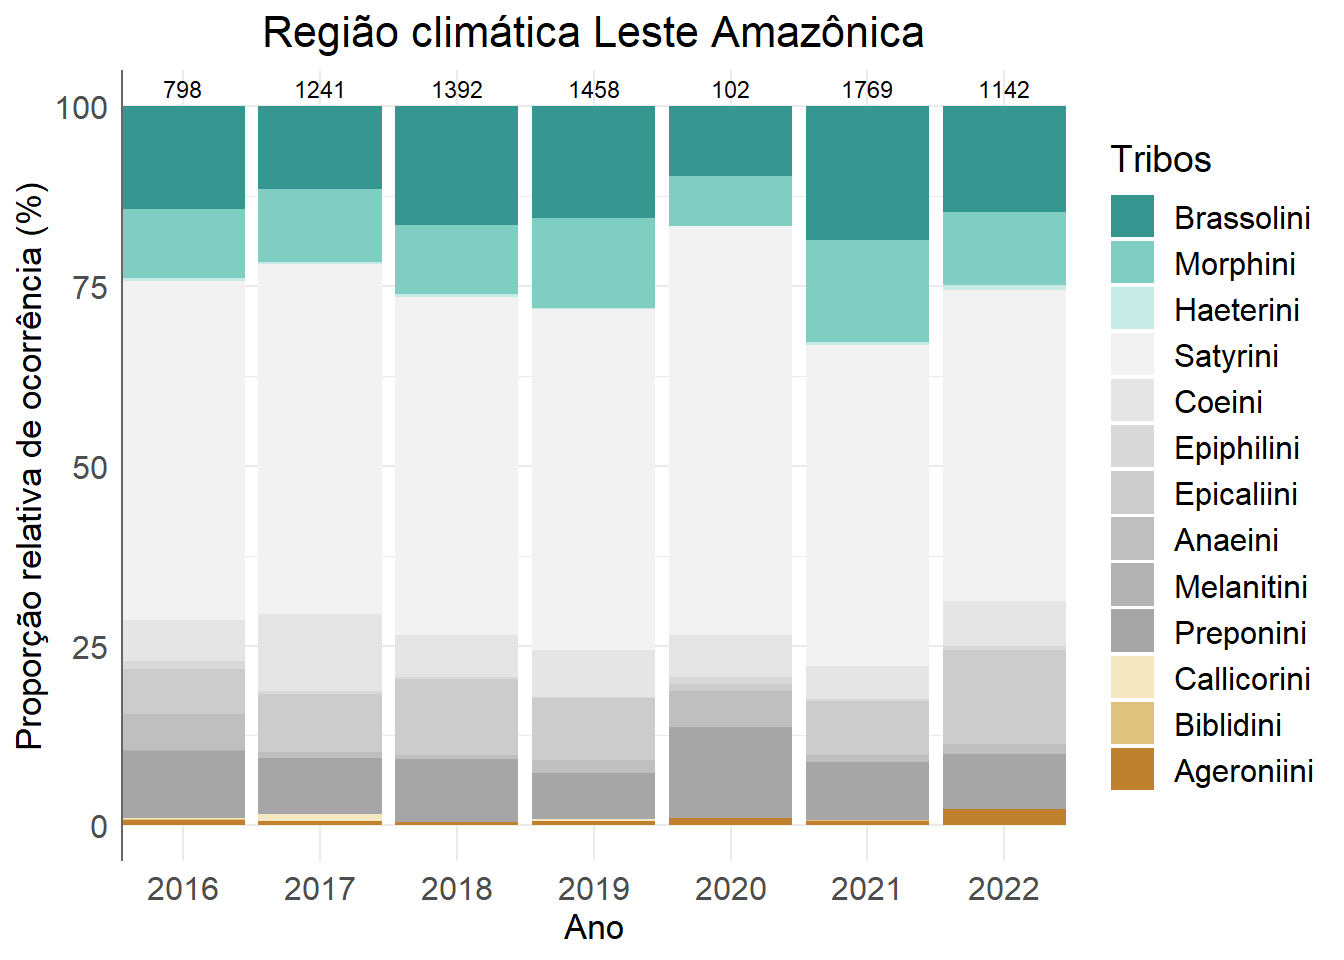 Região climática Leste Amazônica
798 1241 1392 1458 102 1769 1142
100
75
50
25
0
Proporção relativa de ocorrência (%)
2016 2017 2018 2019 2020 2021 2022
Ano
Tribos
Brassolini
Morphini
Haeterini
Satyrini
Coeini
Epiphilini
Epicaliini
Anaeini
Melanitini
Preponini
Callicorini
Biblidini
Ageroniini